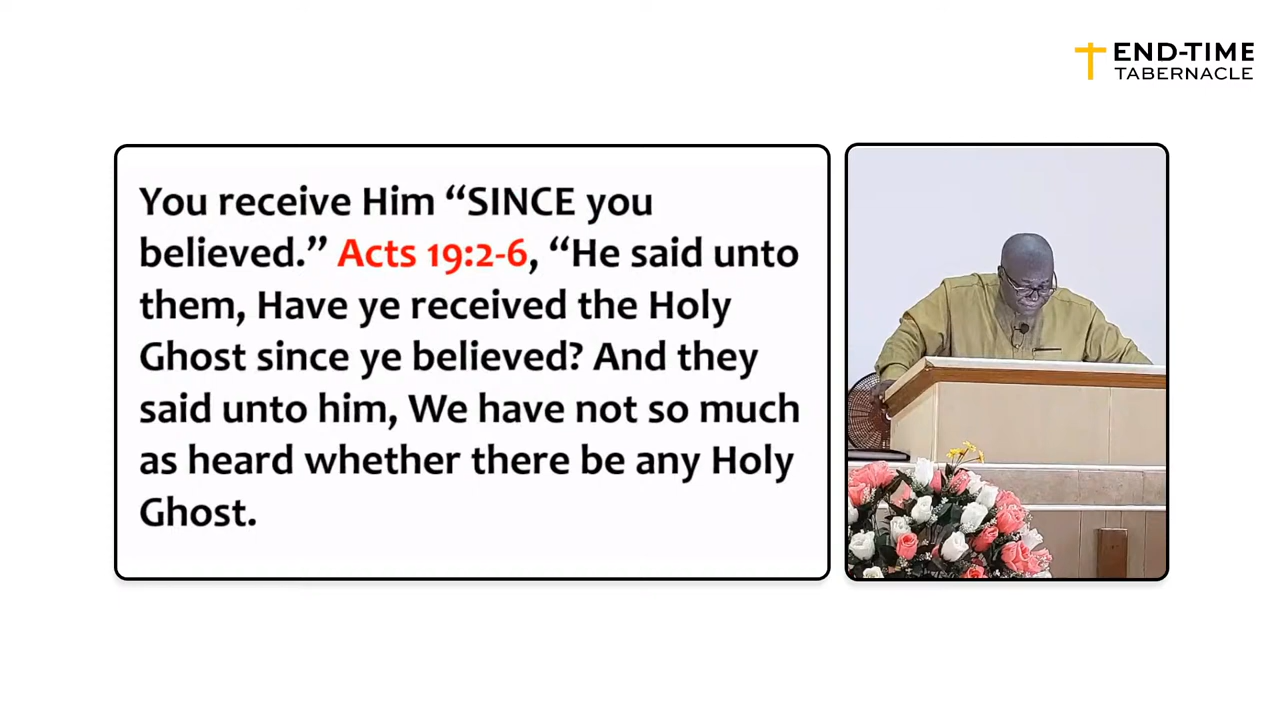 END-TIME
TABERNACLE
You receive Him “SINCE you
believed.” Acts 19:2-6, “He said unto
them, Have ye received the Holy
Ghost since ye believed? And they
said unto him, We have not so much
as heard whether there be any Holy
Ghost.